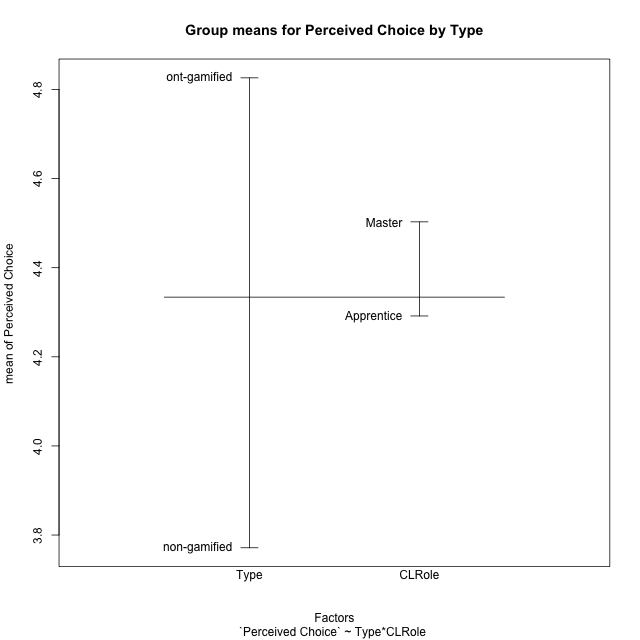 Group means for Perceived Choice by Type
mean of Perceived Choice
4.8
4.6
4.4
4.2
4.0
3.8
ont-gamified
Master
Apprentice
non-gamified
Type
CLRole
Factors
`Perceived Choice` ~ Type*CLRole